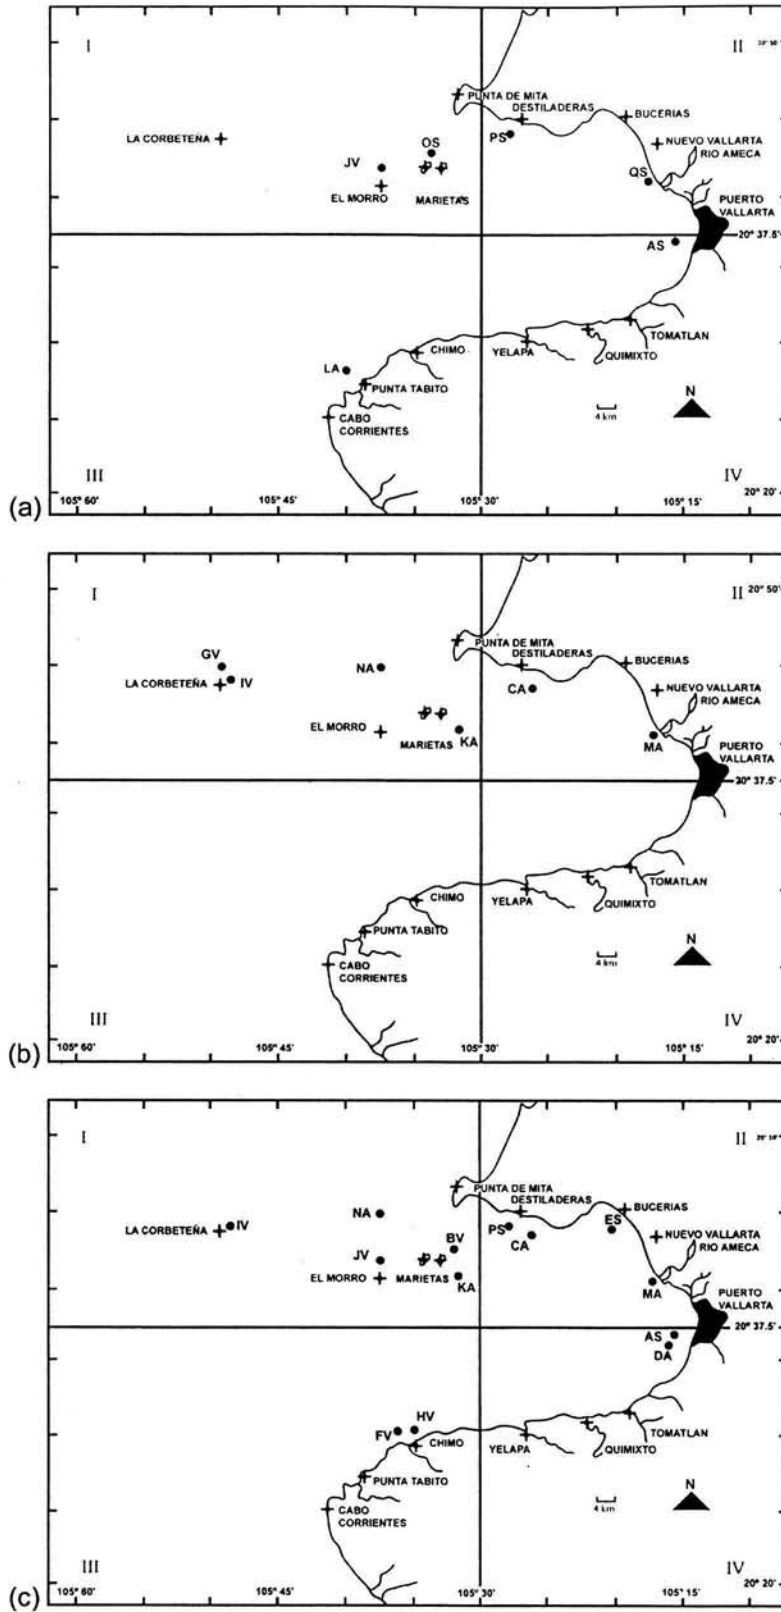 I
II
20° 50'
PUNTA DE MITA
DESTILADERAS
BUCERIAS
LA CORBETEÑA
OS
PS
NUEVO VALLARTA
RIO AMECA
JV
QS
EL MORRO
MARIETAS
PUERTO
VALLARTA
20° 37.5'
AS
TOMATLAN
CHIMO
YELAPA
QUIMIXTO
LA
PUNTA TABITO
N
4 km
CABO
CORRIENTES
III
IV
105° 60'
105° 45'
105° 30'
105° 15'
20° 20'
(a)
I
II
20° 50'
PUNTA DE MITA
DESTILADERAS
BUCERIAS
GV
NA
LA CORBETEÑA
IV
CA
NUEVO VALLARTA
RIO AMECA
EL MORRO
MARIETAS
KA
MA
PUERTO
VALLARTA
20° 37.5'
TOMATLAN
CHIMO
YELAPA
QUIMIXTO
PUNTA TABITO
N
4 km
CABO
CORRIENTES
III
IV
105° 60'
105° 45'
105° 30'
105° 15'
20° 20'
(b)
I
II
PUNTA DE MITA
DESTILADERAS
BUCERIAS
NA
LA CORBETEÑA
IV
PS
CA
ES
NUEVO VALLARTA
RIO AMECA
BV
JV
EL MORRO
MARIETAS
KA
MA
PUERTO
VALLARTA
20° 37.5'
AS
DA
HV
FV
CHIMO
YELAPA
TOMATLAN
QUIMIXTO
PUNTA TABITO
N
4 km
CABO
CORRIENTES
III
IV
105° 60'
105° 45'
105° 30'
105° 15'
20° 20'
(c)